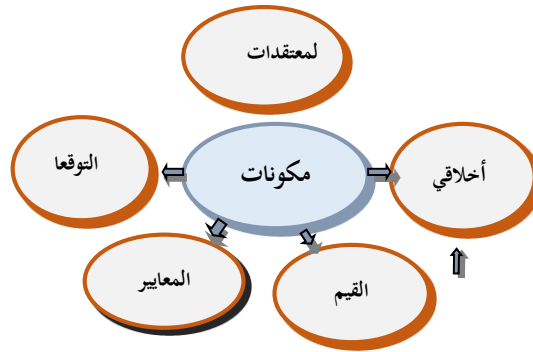 لمعتقدات
أخلاقي
مكونات
التوقعا
القيم
المعايير